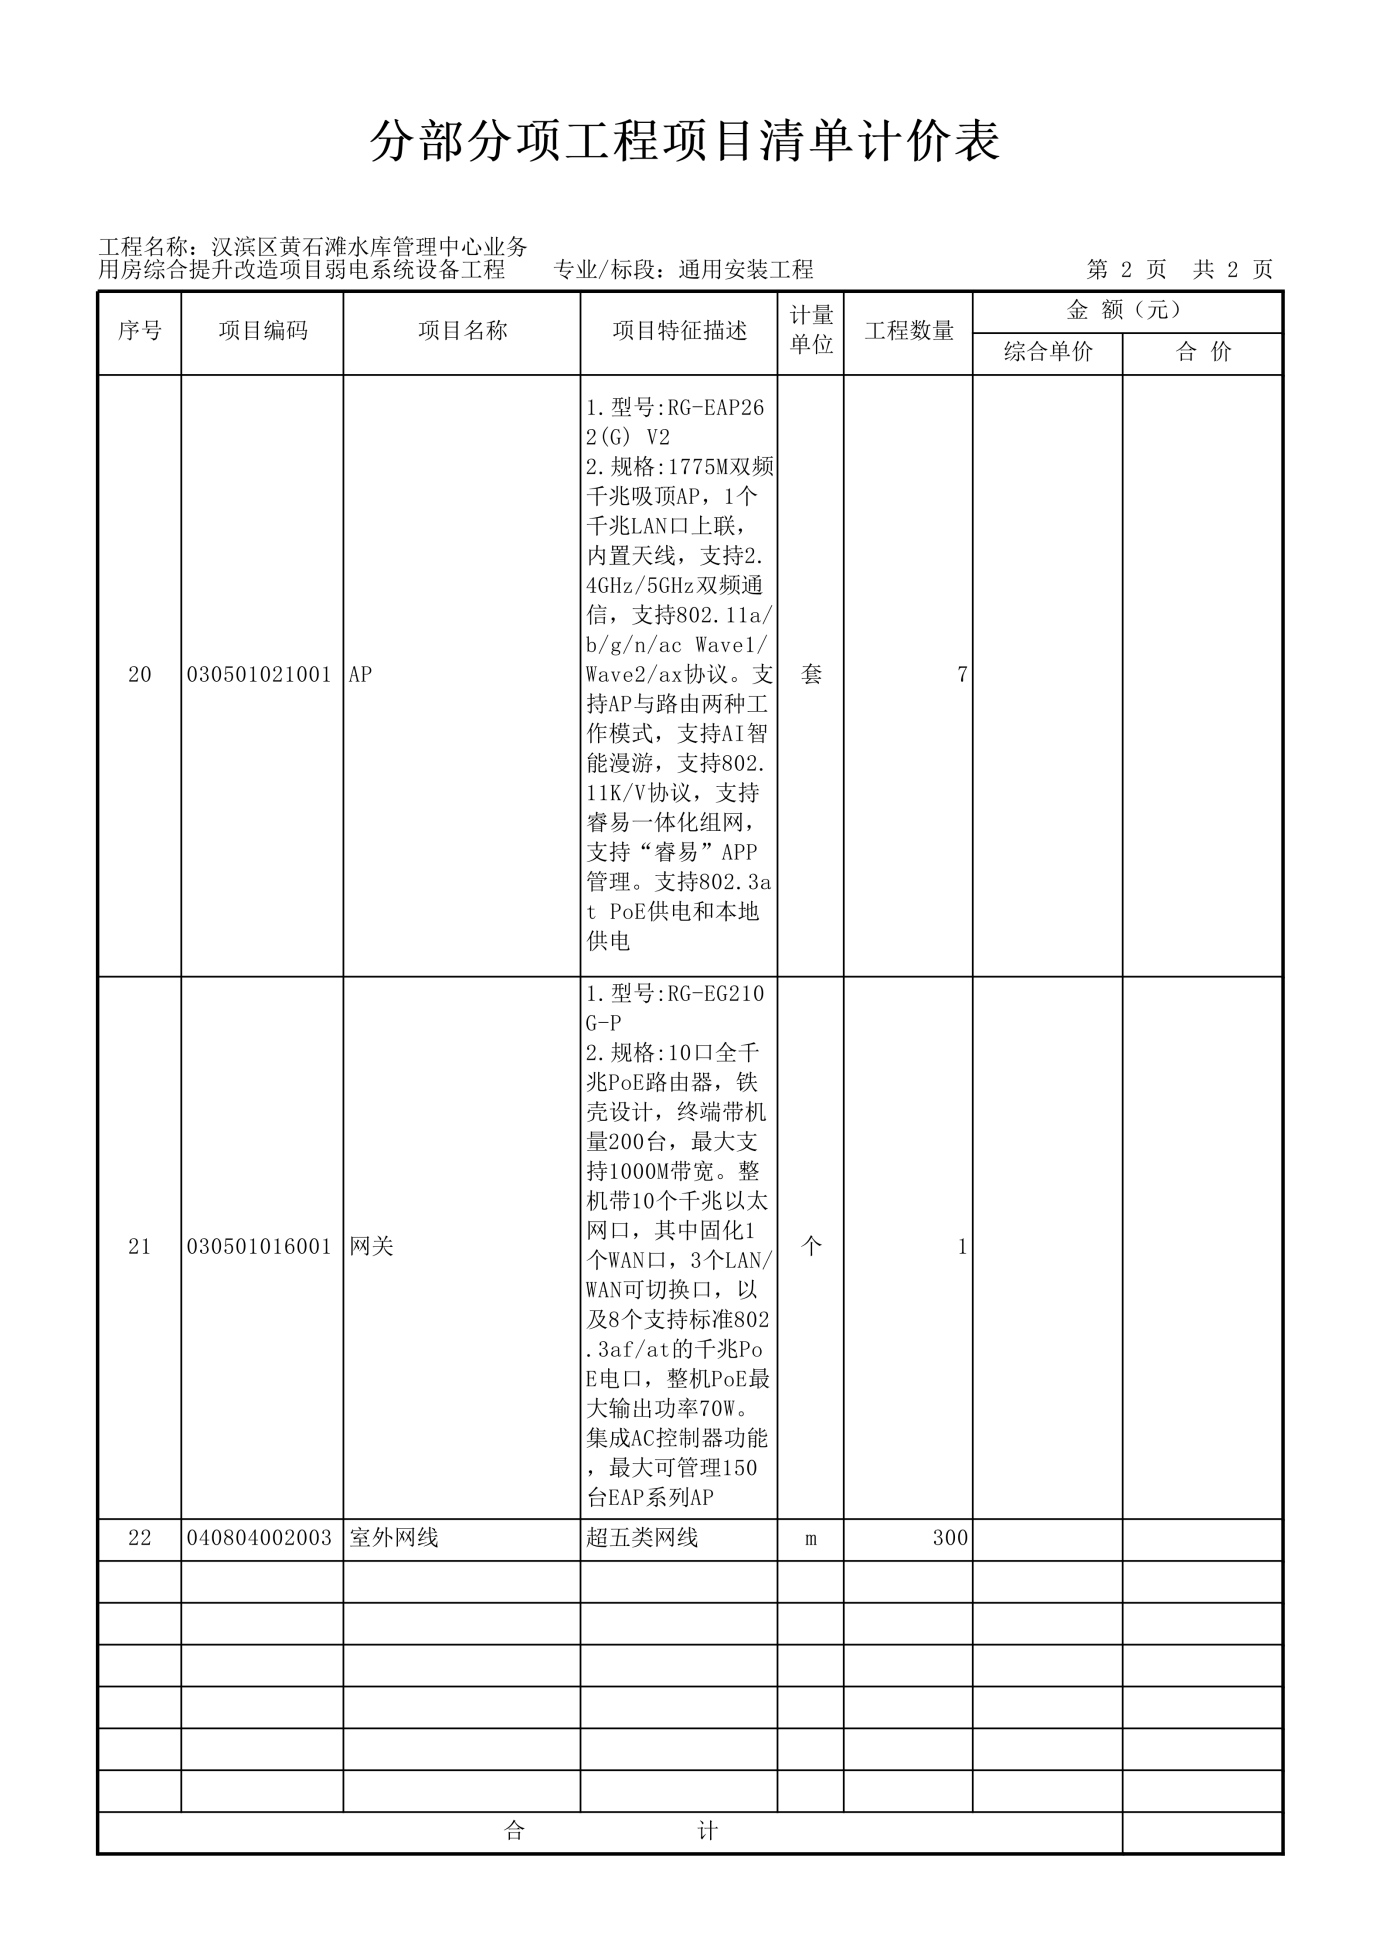 分部分项工程项目清单计价表
工程名称：汉滨区黄石滩水库管理中心业务
用房综合提升改造项目弱电系统设备工程 专业/标段：通用安装工程 第 2 页 共 2 页
序号 项目编码 项目名称 项目特征描述 计量单位 工程数量 金 额（元）
综合单价 合 价
1.型号:RG-EAP26
2(G) V2
2.规格:1775M双频
千兆吸顶AP，1个
千兆LAN口上联，
内置天线，支持2.
4GHz/5GHz双频通
信，支持802.11a/
b/g/n/ac Wave1/
20 030501021001 AP Wave2/ax协议。支 套 7
持AP与路由两种工
作模式，支持AI智
能漫游，支持802.
11K/V协议，支持
睿易一体化组网，
支持“睿易”APP
管理。支持802.3a
t PoE供电和本地
供电
1.型号:RG-EG210
G-P
2.规格:10口全千
兆PoE路由器，铁
壳设计，终端带机
量200台，最大支
持1000M带宽。整
机带10个千兆以太
网口，其中固化1
21 030501016001 网关 个WAN口，3个LAN/ 个 1
WAN可切换口，以
及8个支持标准802
.3af/at的千兆Po
E电口，整机PoE最
大输出功率70W。
集成AC控制器功能
，最大可管理150
台EAP系列AP
22 040804002003 室外网线 超五类网线 m 300
合 计